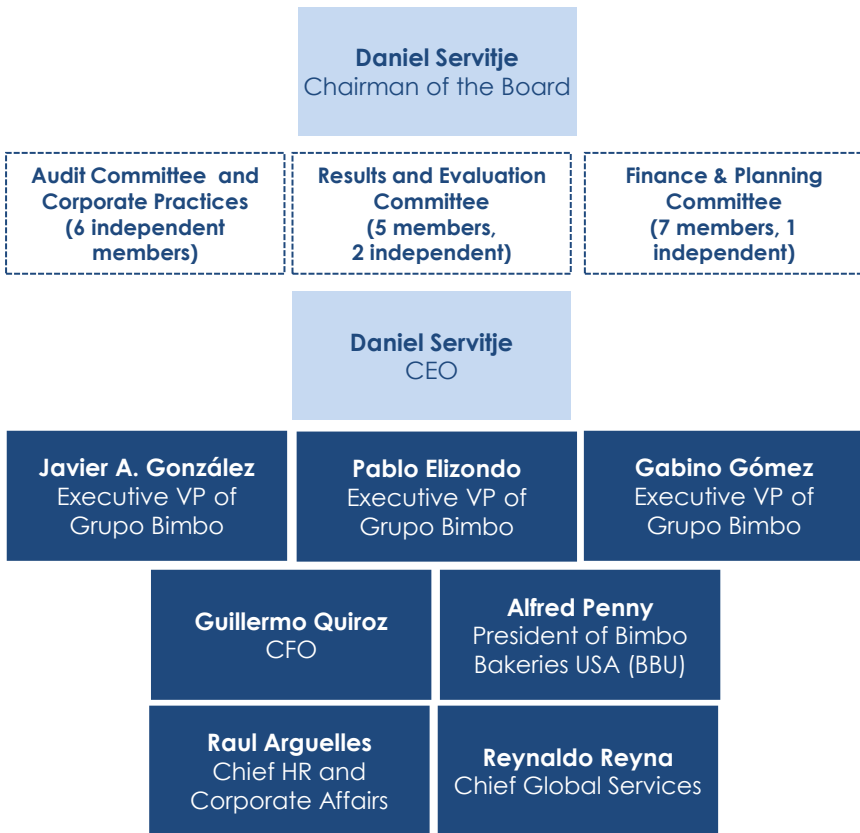 Daniel Servitje
Chairman of the Board
Audit Committee and
Corporate Practices
(6 independent
members)
Results and Evaluation
Committee
(5 members,
2 independent)
Finance & Planning
Committee
(7 members, 1
independent)
Daniel Servitje
CEO
Javier A. González
Executive VP of
Grupo Bimbo
Pablo Elizondo
Executive VP of
Grupo Bimbo
Gabino Gómez
Executive VP of
Grupo Bimbo
Guillermo Quiroz
CFO
Alfred Penny
President of Bimbo
Bakeries USA (BBU)
Raul Arguelles
Chief HR and
Corporate Affairs
Reynaldo Reyna
Chief Global Services